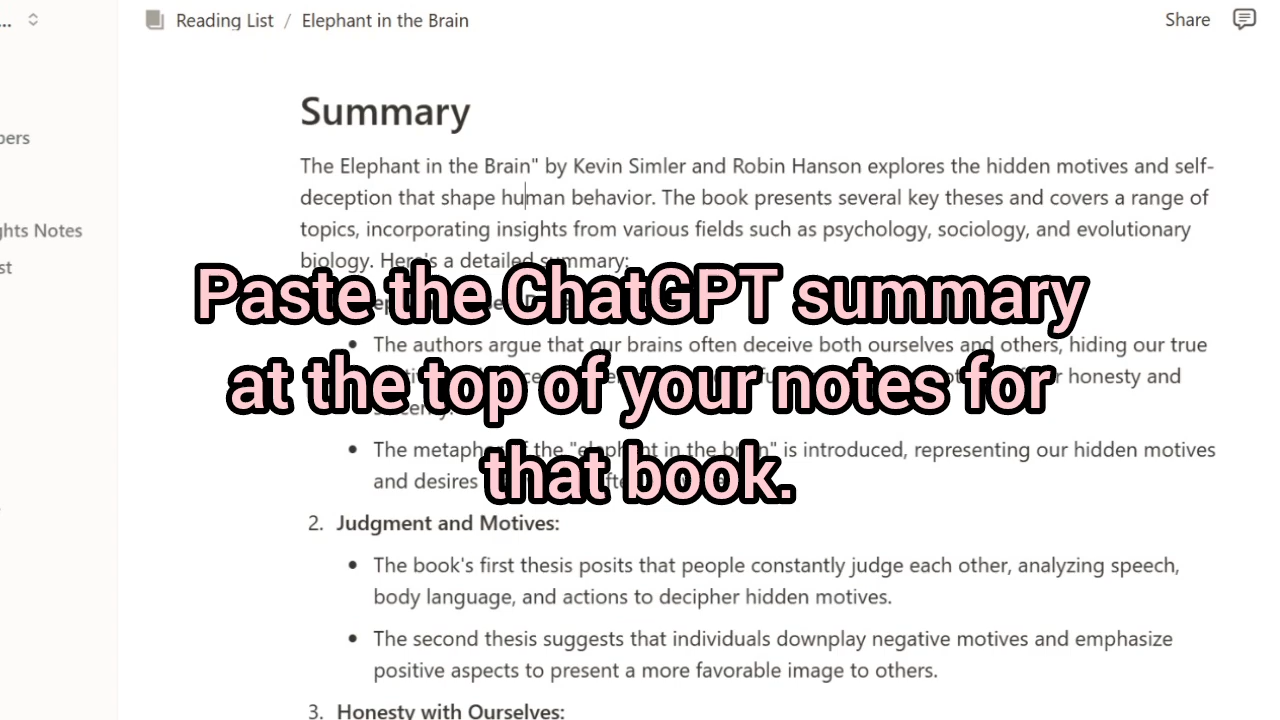 ...
Reading List / Elephant in the Brain
Share
Summary
pers
The Elephant in the Brain" by Kevin Simler and Robin Hanson explores the hidden motives and self-
deception that shape human behavior. The book presents several key theses and covers a range of
ghts Notes
topics, incorporating insights from various fields such as psychology, sociology, and evolutionary
st
biology. Here's a detailed summary:
Paste the ChatGPT summary
at the top of your notes for
that book.
• The authors argue that our brains often deceive both ourselves and others, hiding our true
honesty and
• The metaphor of the "elephant in the brain" is introduced, representing our hidden motives
and desires
2. Judgment and Motives:
• The book's first thesis posits that people constantly judge each other, analyzing speech,
body language, and actions to decipher hidden motives.
• The second thesis suggests that individuals downplay negative motives and emphasize
positive aspects to present a more favorable image to others.
3. Honesty with Ourselves: